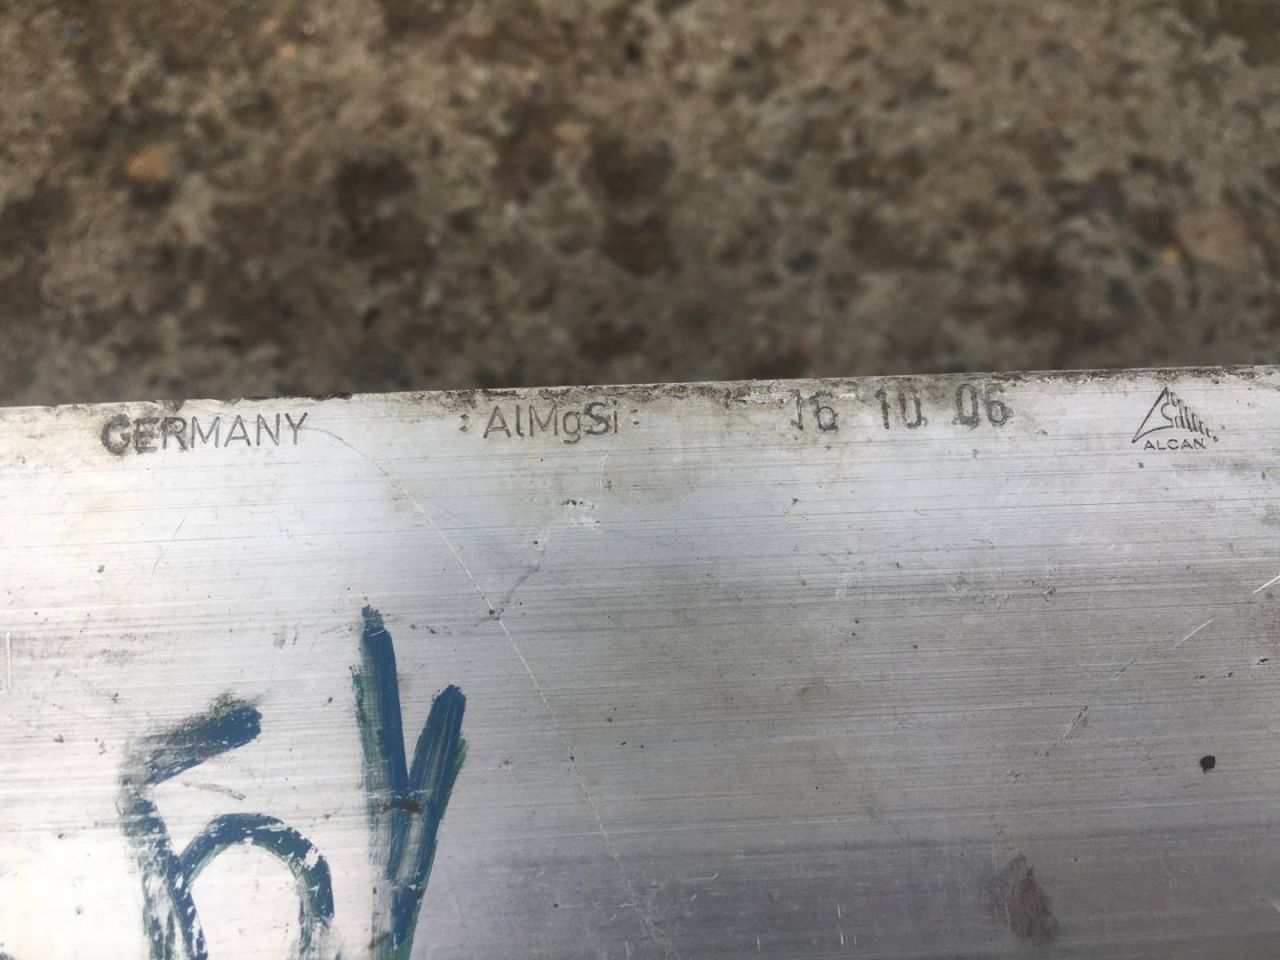 GERMANY :AlMgSi: 16 10 06 ALCAN